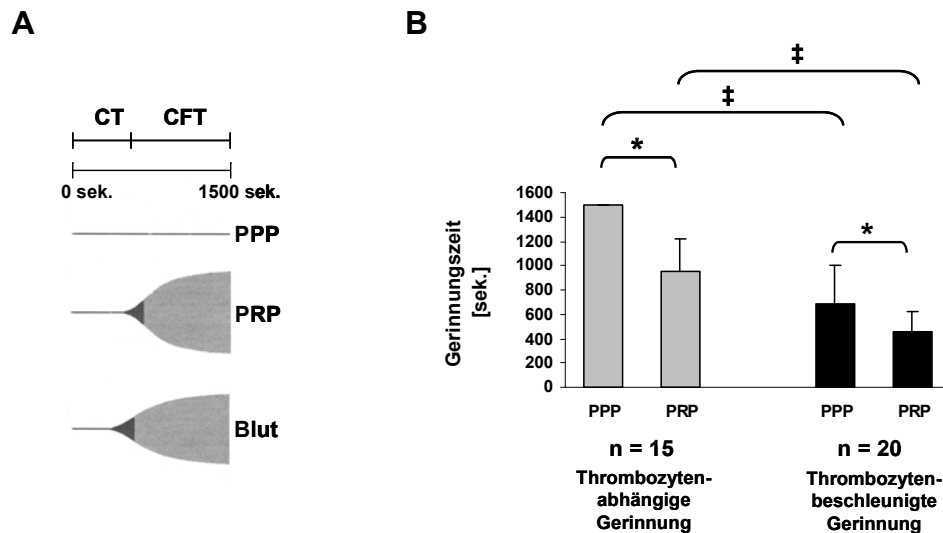 A
CT CFT
0 sek. 1500 sek.
PPP
PRP
Blut
B
‡
‡
*
*
Gerinnungszeit
[sek.]
1600
1400
1200
1000
800
600
400
200
0
PPP PRP PPP PRP
n = 15 n = 20
Thrombozyten- Thrombozyten-
abhängige beschleunigte
Gerinnung Gerinnung